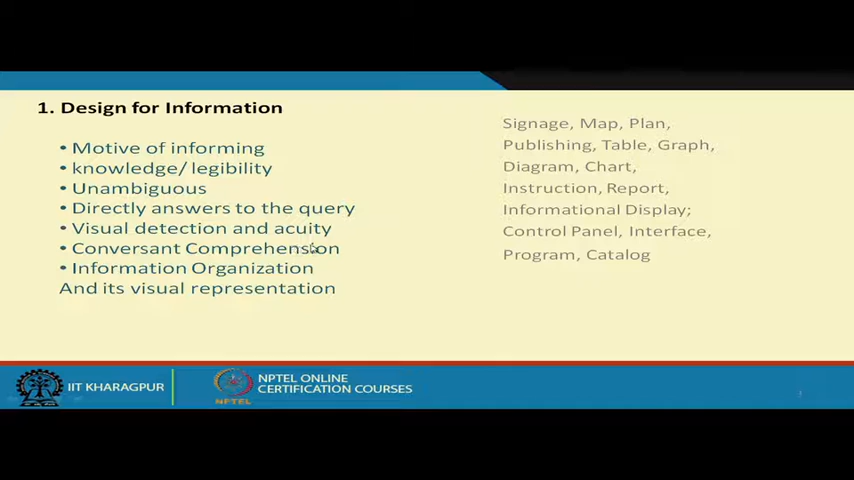 1. Design for Information
• Motive of informing
• knowledge/ legibility
• Unambiguous
• Directly answers to the query
• Visual detection and acuity
• Conversant Comprehension
• Information Organization
And its visual representation
Signage, Map, Plan,
Publishing, Table, Graph,
Diagram, Chart,
Instruction, Report,
Informational Display;
Control Panel, Interface,
Program, Catalog
IIT KHARAGPUR
NPTEL
NPTEL ONLINE
CERTIFICATION COURSES
3